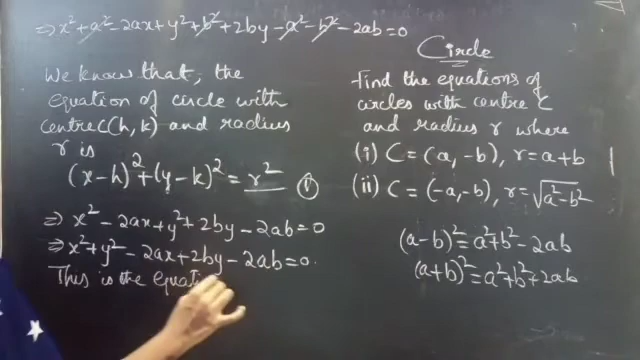 ⇒ x² + a² - 2ax + y² + b² + 2by - a² - b² - 2ab = 0
We know that, the
equation of circle with
centre C(h, k) and radius
r is
(x-h)² + (y-k)² = r² ①
⇒ x² - 2ax + y² + 2by - 2ab = 0
⇒ x² + y² - 2ax + 2by - 2ab = 0.
This is the equati
Circle
Find the equations of
circles with centre C
and radius r where
(i) C = (a, -b), r = a+b
(ii) C = (-a, -b), r = √a²-b²
(a-b)² = a² + b² - 2ab
(a+b)² = a² + b² + 2ab